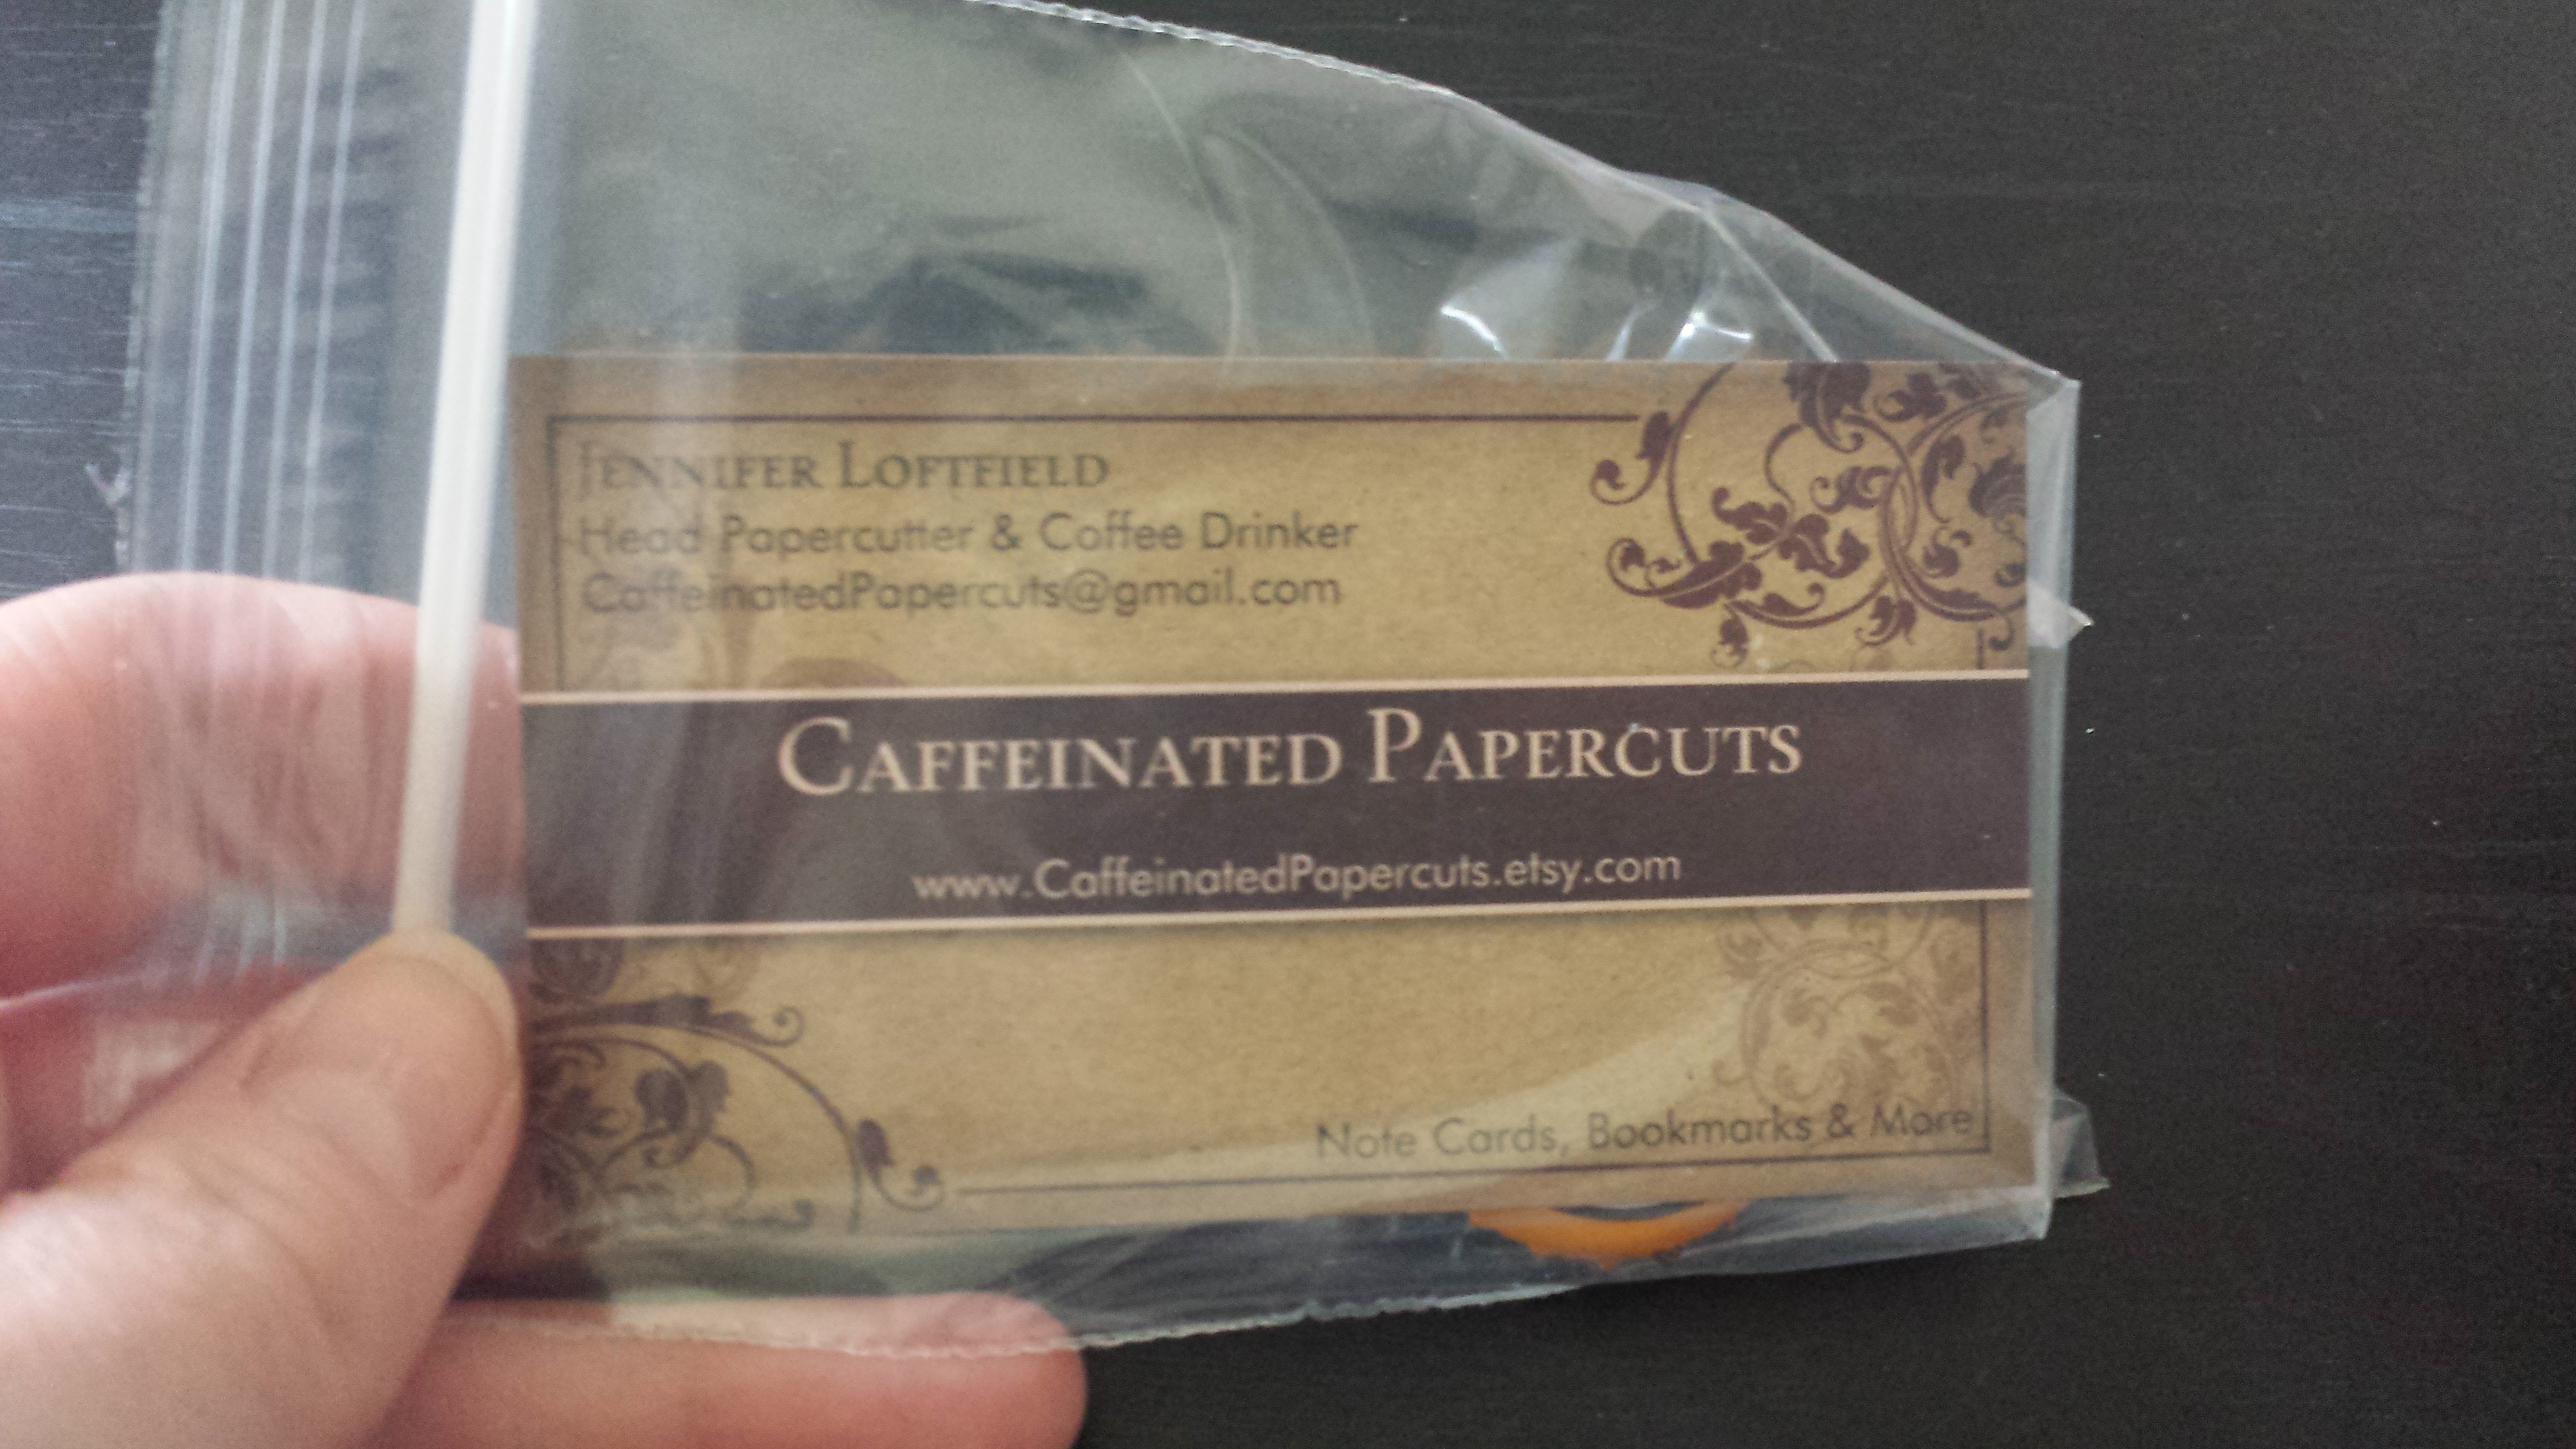 Jennifer Loftfield
Head Papercutter & Coffee Drinker
CaffeinatedPapercuts@gmail.com
Caffeinated Papercuts
www.CaffeinatedPapercuts.etsy.com
Note Cards, Bookmarks & More